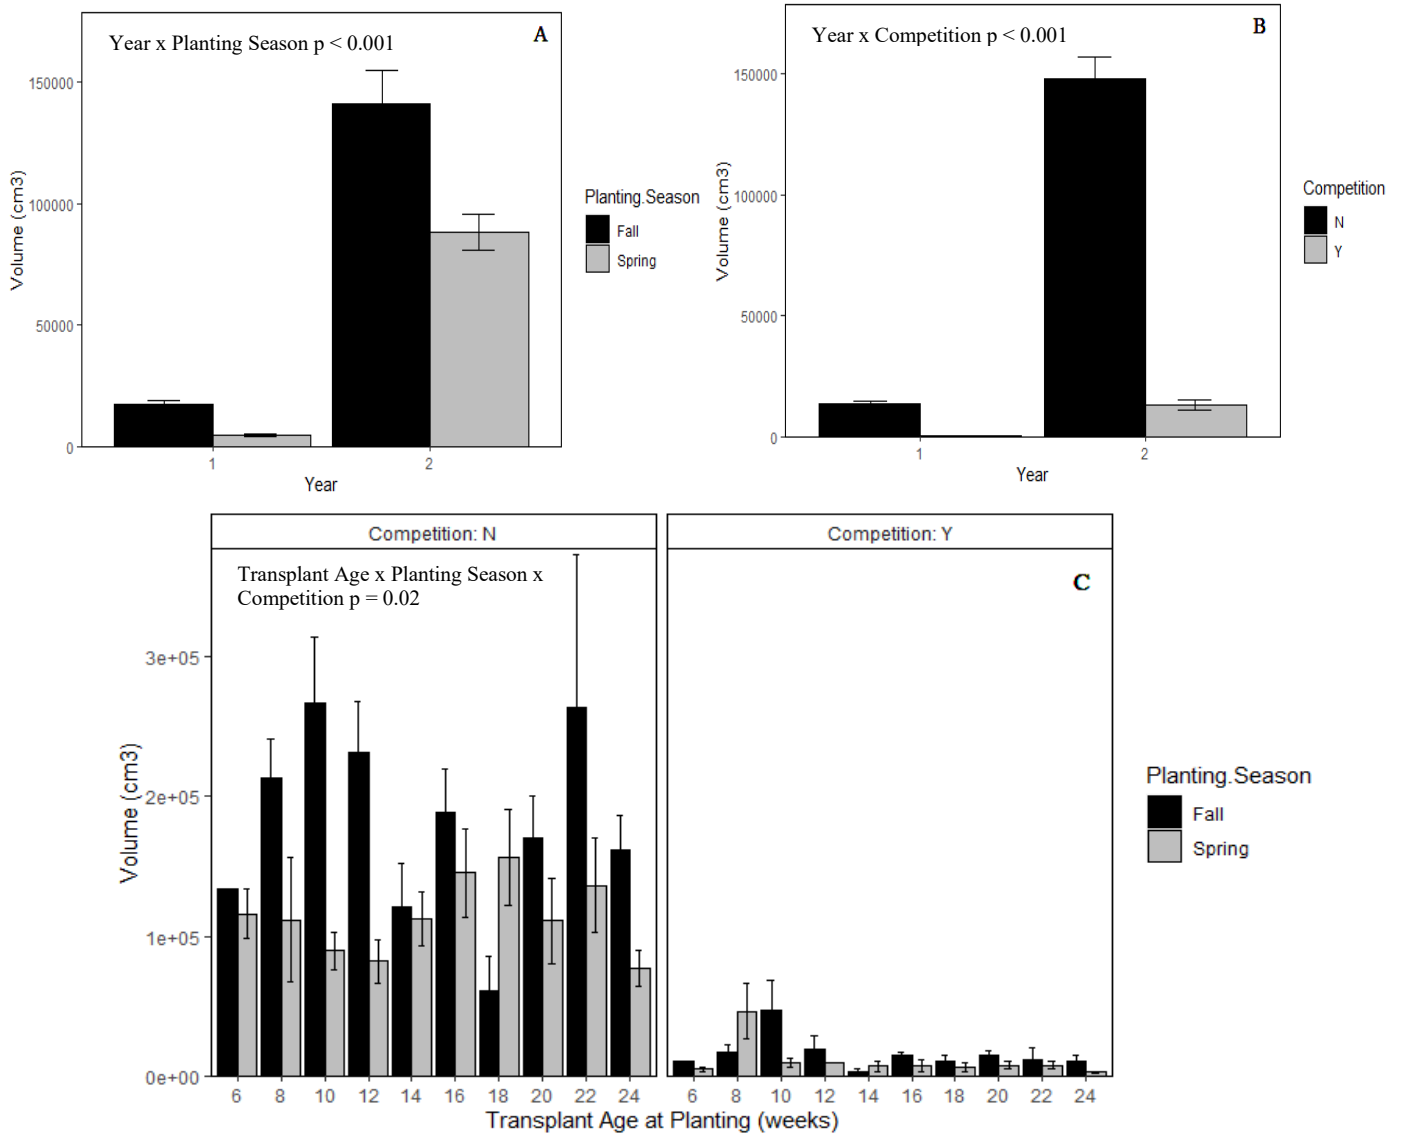 Year x Planting Season p < 0.001
A
150000
100000
50000
0
Volume (cm3)
1
2
Year
Planting.Season
Fall
Spring
Year x Competition p < 0.001
B
150000
100000
50000
0
Volume (cm3)
1
2
Year
Competition
N
Y
Competition: N
Competition: Y
Transplant Age x Planting Season x
Competition p = 0.02
C
3e+05
2e+05
1e+05
0e+00
Volume (cm3)
6 8 10 12 14 16 18 20 22 24
6 8 10 12 14 16 18 20 22 24
Transplant Age at Planting (weeks)
Planting.Season
Fall
Spring